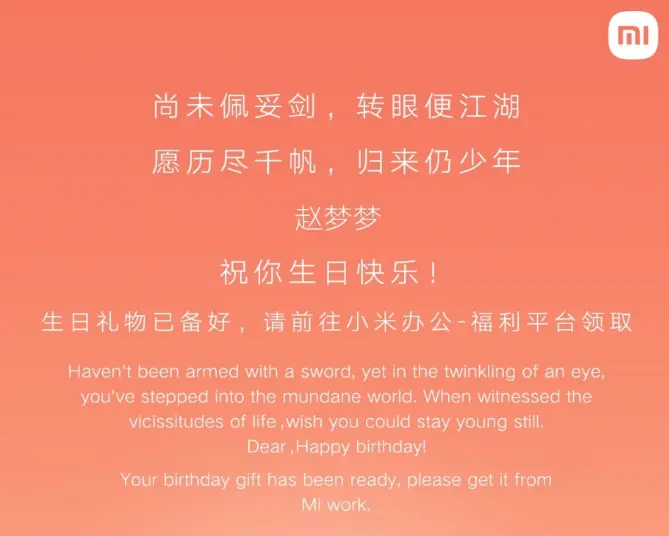 mi
尚未佩妥剑，转眼便江湖
愿历尽千帆，归来仍少年
赵梦梦
祝你生日快乐！
生日礼物已备好，请前往小米办公-福利平台领取
Haven't been armed with a sword, yet in the twinkling of an eye,
you've stepped into the mundane world. When witnessed the
vicissitudes of life ,wish you could stay young still.
Dear ,Happy birthday!
Your birthday gift has been ready, please get it from
Mi work.